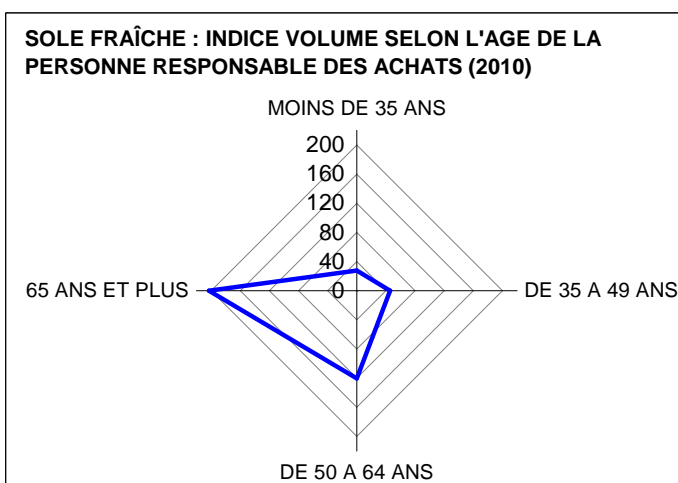 SOLE FRAÎCHE : INDICE VOLUME SELON L'AGE DE LA
PERSONNE RESPONSABLE DES ACHATS (2010)
MOINS DE 35 ANS
200
160
120
80
40
0
65 ANS ET PLUS
DE 35 A 49 ANS
DE 50 A 64 ANS